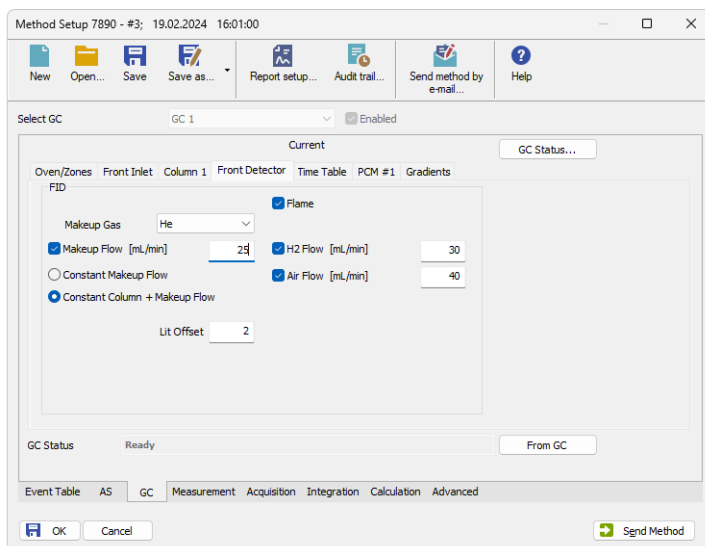 Method Setup 7890 - #3;   19.02.2024   16:01:00
New   Open...   Save   Save as...   Report setup...   Audit trail...   Send method by e-mail...   Help
Select GC   GC 1   Enabled
Current
GC Status...
Oven/Zones   Front Inlet   Column 1   Front Detector   Time Table   PCM #1   Gradients
FID
Flame
Makeup Gas   He
Makeup Flow  [mL/min]   25   H2 Flow  [mL/min]   30
Constant Makeup Flow   Air Flow  [mL/min]   40
Constant Column + Makeup Flow
Lit Offset   2
GC Status   Ready   From GC
Event Table   AS   GC   Measurement   Acquisition   Integration   Calculation   Advanced
OK   Cancel   Send Method